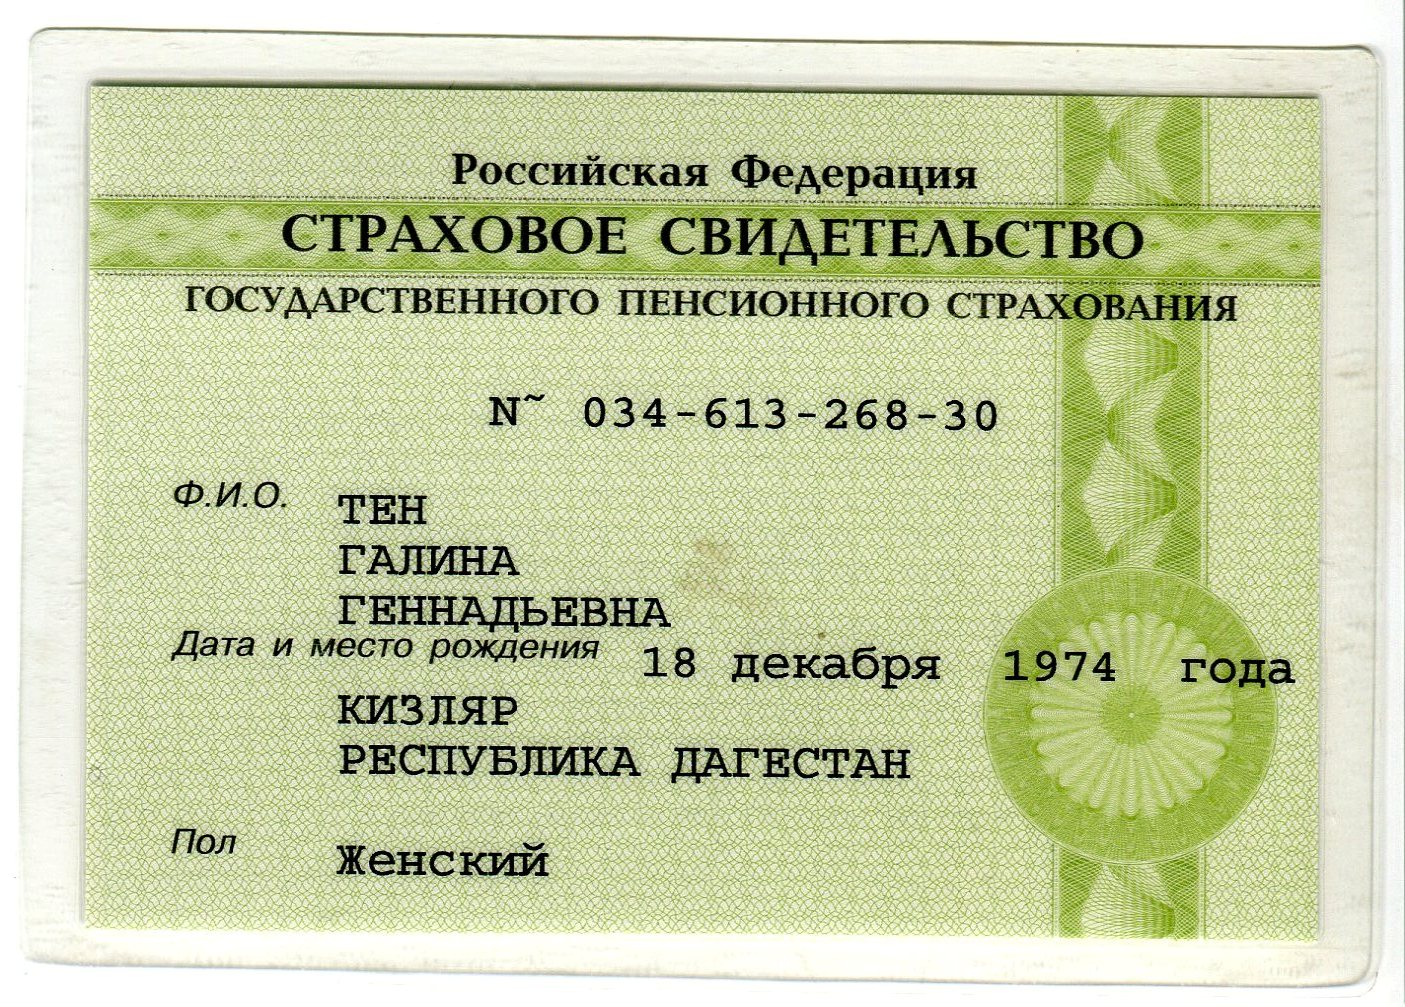 Российская Федерация
СТРАХОВОЕ СВИДЕТЕЛЬСТВО
ГОСУДАРСТВЕННОГО ПЕНСИОННОГО СТРАХОВАНИЯ
N˜ 034-613-268-30
Ф.И.О. ТЕН
ГАЛИНА
ГЕННАДЬЕВНА
Дата и место рождения 18 декабря 1974 года
КИЗЛЯР
РЕСПУБЛИКА ДАГЕСТАН
Пол Женский